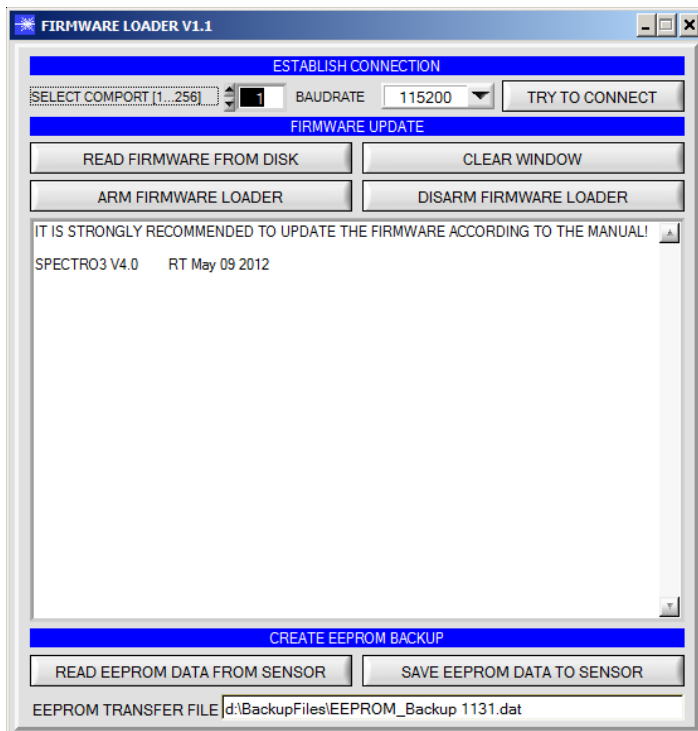 FIRMWARE LOADER V1.1
ESTABLISH CONNECTION
SELECT COMPORT [1...256] 1 BAUDRATE 115200 TRY TO CONNECT
FIRMWARE UPDATE
READ FIRMWARE FROM DISK CLEAR WINDOW
ARM FIRMWARE LOADER DISARM FIRMWARE LOADER
IT IS STRONGLY RECOMMENDED TO UPDATE THE FIRMWARE ACCORDING TO THE MANUAL!
SPECTRO3 V4.0 RT May 09 2012
CREATE EEPROM BACKUP
READ EEPROM DATA FROM SENSOR SAVE EEPROM DATA TO SENSOR
EEPROM TRANSFER FILE d:\BackupFiles\EEPROM_Backup 1131.dat